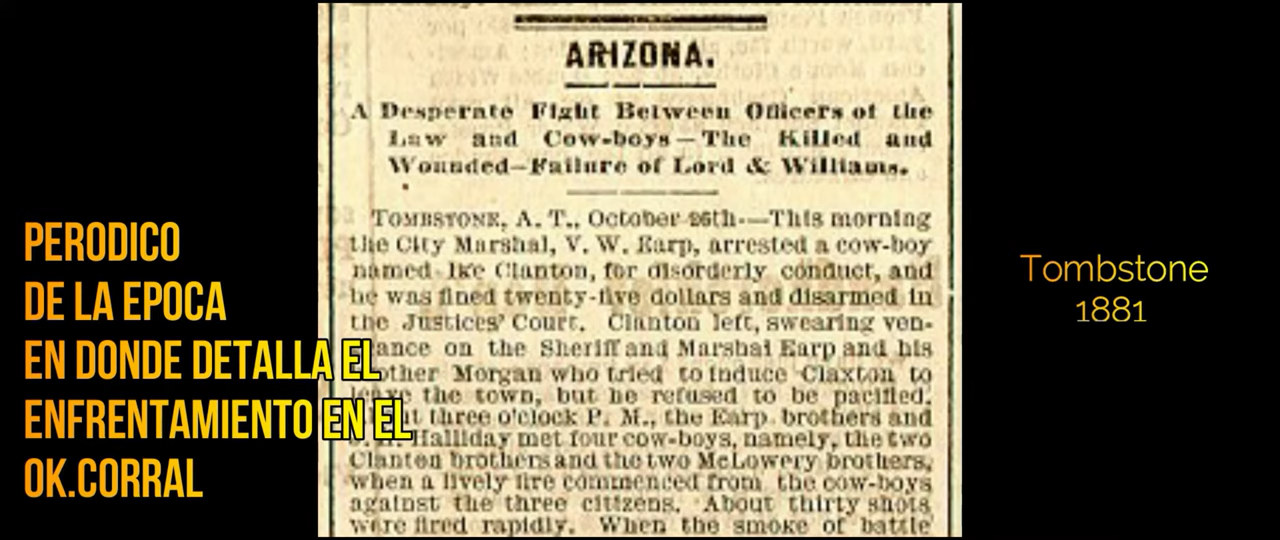 ARIZONA.
A Desperate Fight Between Officers of the
Law and Cow-boys—The Killed and
Wounded—Failure of Lord & Williams.
TOMBSTONE, A. T., October 26th.—This morning
the City Marshal, V. W. Earp, arrested a cow-boy
named Ike Clanton, for disorderly conduct, and
he was fined twenty-five dollars and disarmed in
the Justices' Court. Clanton left, swearing ven-
ance on the Sheriff and Marshal Earp and his
other Morgan who tried to induce Claxton to
leave the town, but he refused to be pacified.
three o'clock P. M., the Earp brothers and
Halliday met four cow-boys, namely, the two
Clanton brothers and the two McLowery brothers,
when a lively fire commenced from the cow-boys
against the three citizens. About thirty shots
were fired rapidly. When the smoke of battle
PERODICO
DE LA EPOCA
EN DONDE DETALLA EL
ENFRENTAMIENTO EN EL
OK.CORRAL
Tombstone
1881